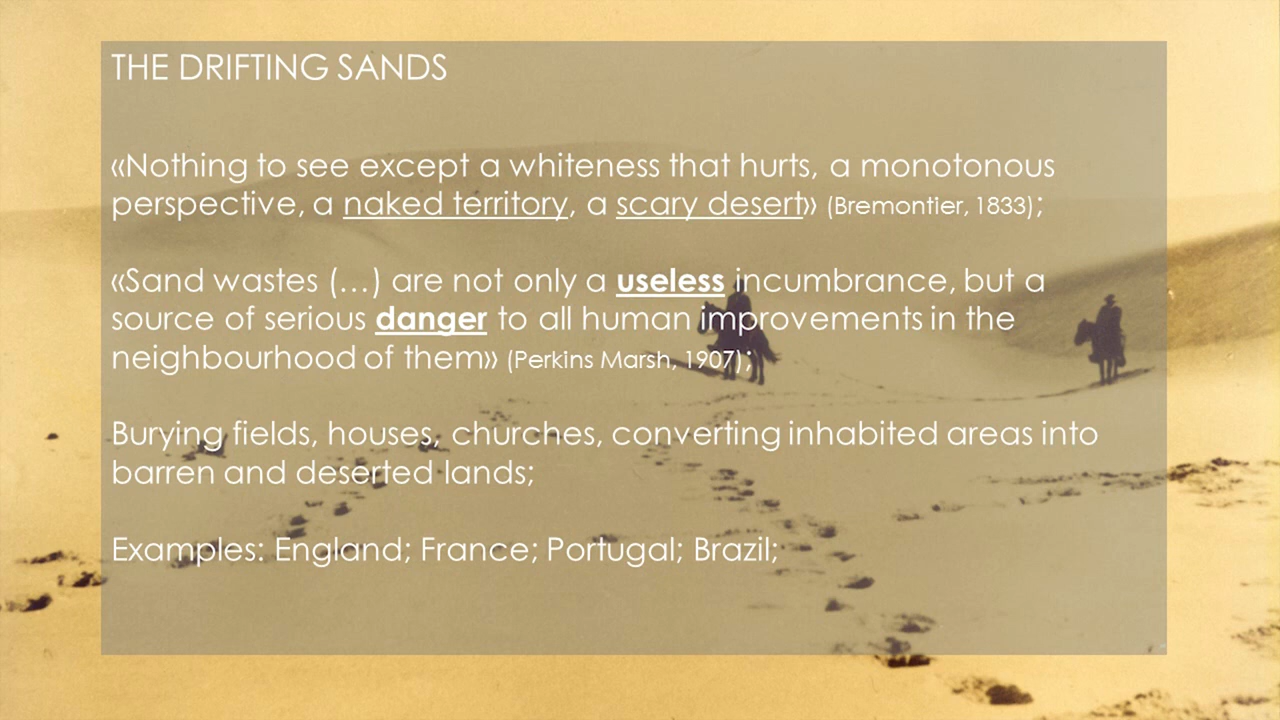 THE DRIFTING SANDS
«Nothing to see except a whiteness that hurts, a monotonous
perspective, a naked territory, a scary desert» (Bremontier, 1833);
«Sand wastes (…) are not only a useless incumbrance, but a
source of serious danger to all human improvements in the
neighbourhood of them» (Perkins Marsh, 1907);
Burying fields, houses, churches, converting inhabited areas into
barren and deserted lands;
Examples: England; France; Portugal; Brazil;